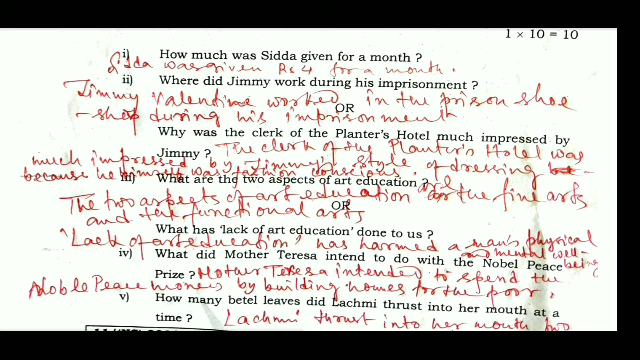 1 × 10 = 10
i) How much was Sidda given for a month ?
Sidda was given Rs 4 for a month.
ii) Where did Jimmy work during his imprisonment ?
Jimmy Valentime worked in the prison shoe
OR
-shop during his imprisonment
Why was the clerk of the Planter's Hotel much impressed by
Jimmy ? The clerk of the Planter's Hotel was
much impressed by Jimmy's style of dressing
because he himself was fashion conscious.
iii) What are the two aspects of art education ?
The two aspects of art education are the fine arts
OR
and the functional arts
What has 'lack of art education' done to us ?
'Lack of art education' has harmed a man's physical
and mental well-being
iv) What did Mother Teresa intend to do with the Nobel Peace
Prize ? Mother Teresa intended to spend the
Noble Peace money by building homes for the poor.
v) How many betel leaves did Lachmi thrust into her mouth at a
time ? Lachmi thrust into her mouth two